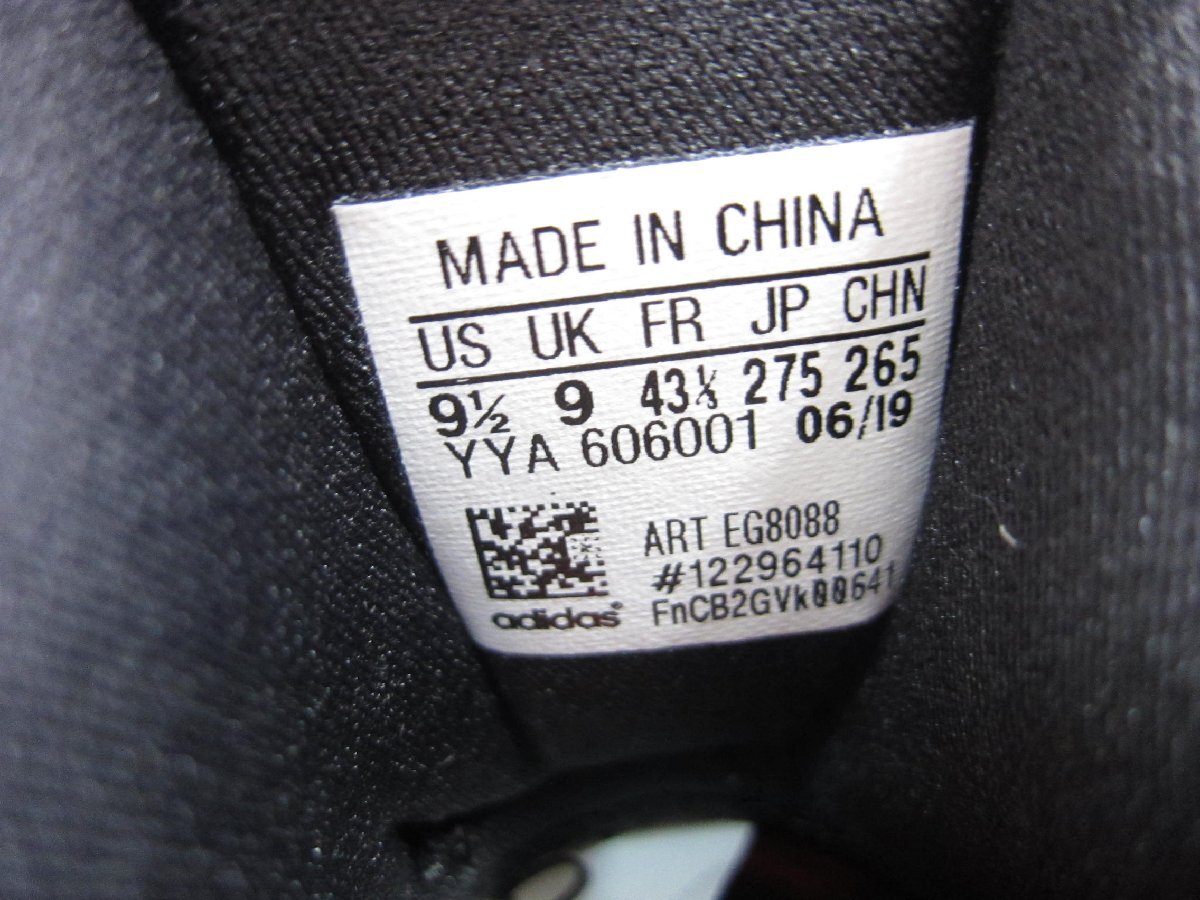 MADE IN CHINA
US UK FR JP CHN
9½ 9 43⅓ 275 265
YYA 606001 06/19
ART EG8088
#122964110
adidas® FnCB2GVk00641